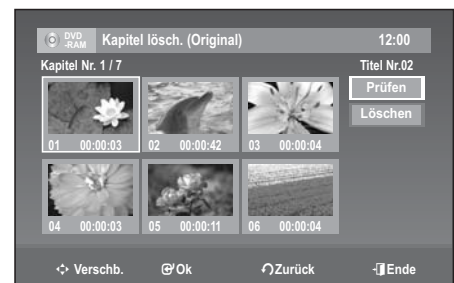 DVD-RAM Kapitel lösch. (Original) 12:00
Kapitel Nr. 1 / 7 Titel Nr.02
Prüfen
Löschen
01 00:00:03 02 00:00:42 03 00:00:04
04 00:00:03 05 00:00:11 06 00:00:04
Verschb. Ok Zurück Ende